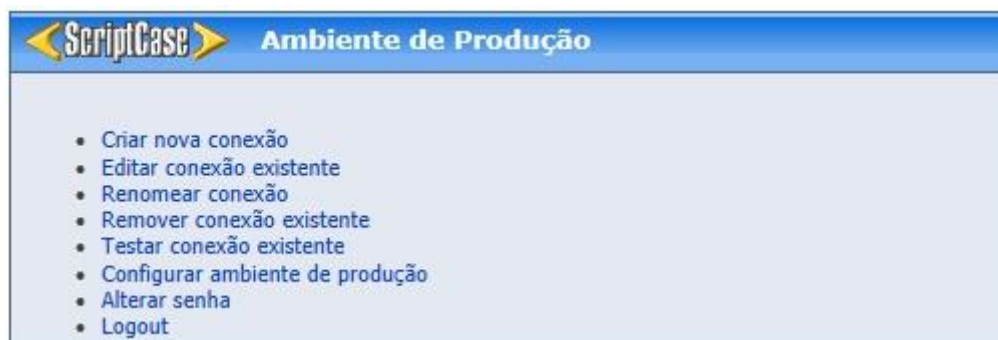 ScriptCase Ambiente de Produção
Criar nova conexão
Editar conexão existente
Renomear conexão
Remover conexão existente
Testar conexão existente
Configurar ambiente de produção
Alterar senha
Logout